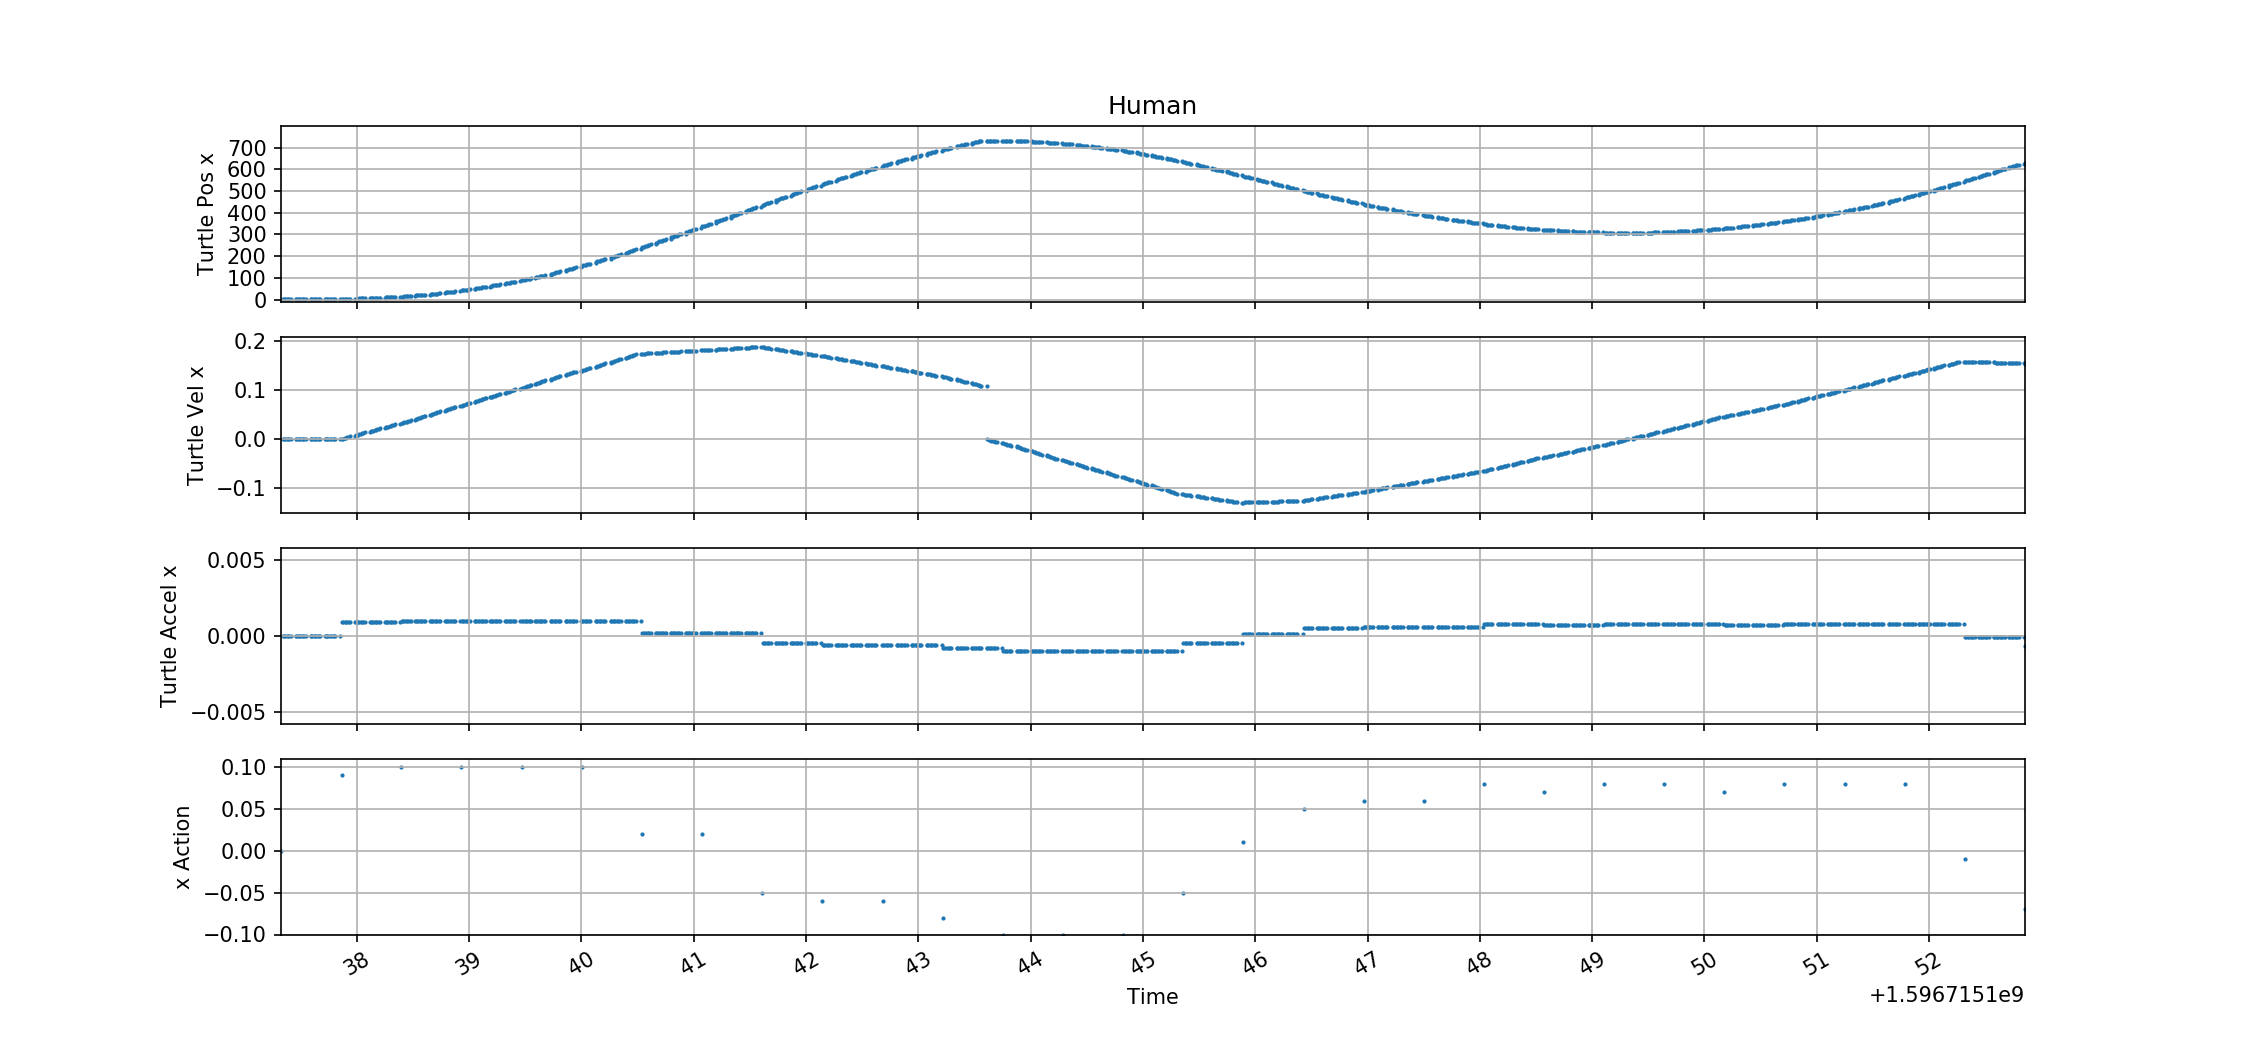 Human
Turtle Pos x
700
600
500
400
300
200
100
0
Turtle Vel x
0.2
0.1
0.0
−0.1
Turtle Accel x
0.005
0.000
−0.005
x Action
0.10
0.05
0.00
−0.05
−0.10
38 39 40 41 42 43 44 45 46 47 48 49 50 51 52
Time
+1.5967151e9